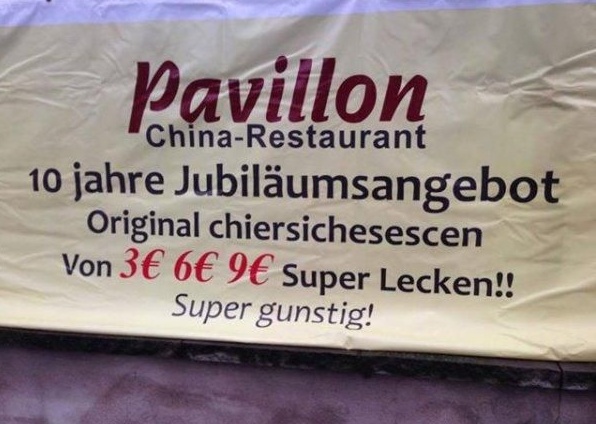 Pavillon
China-Restaurant
10 jahre Jubiläumsangebot
Original chiersichesescen
Von 3€ 6€ 9€ Super Lecken!!
Super gunstig!